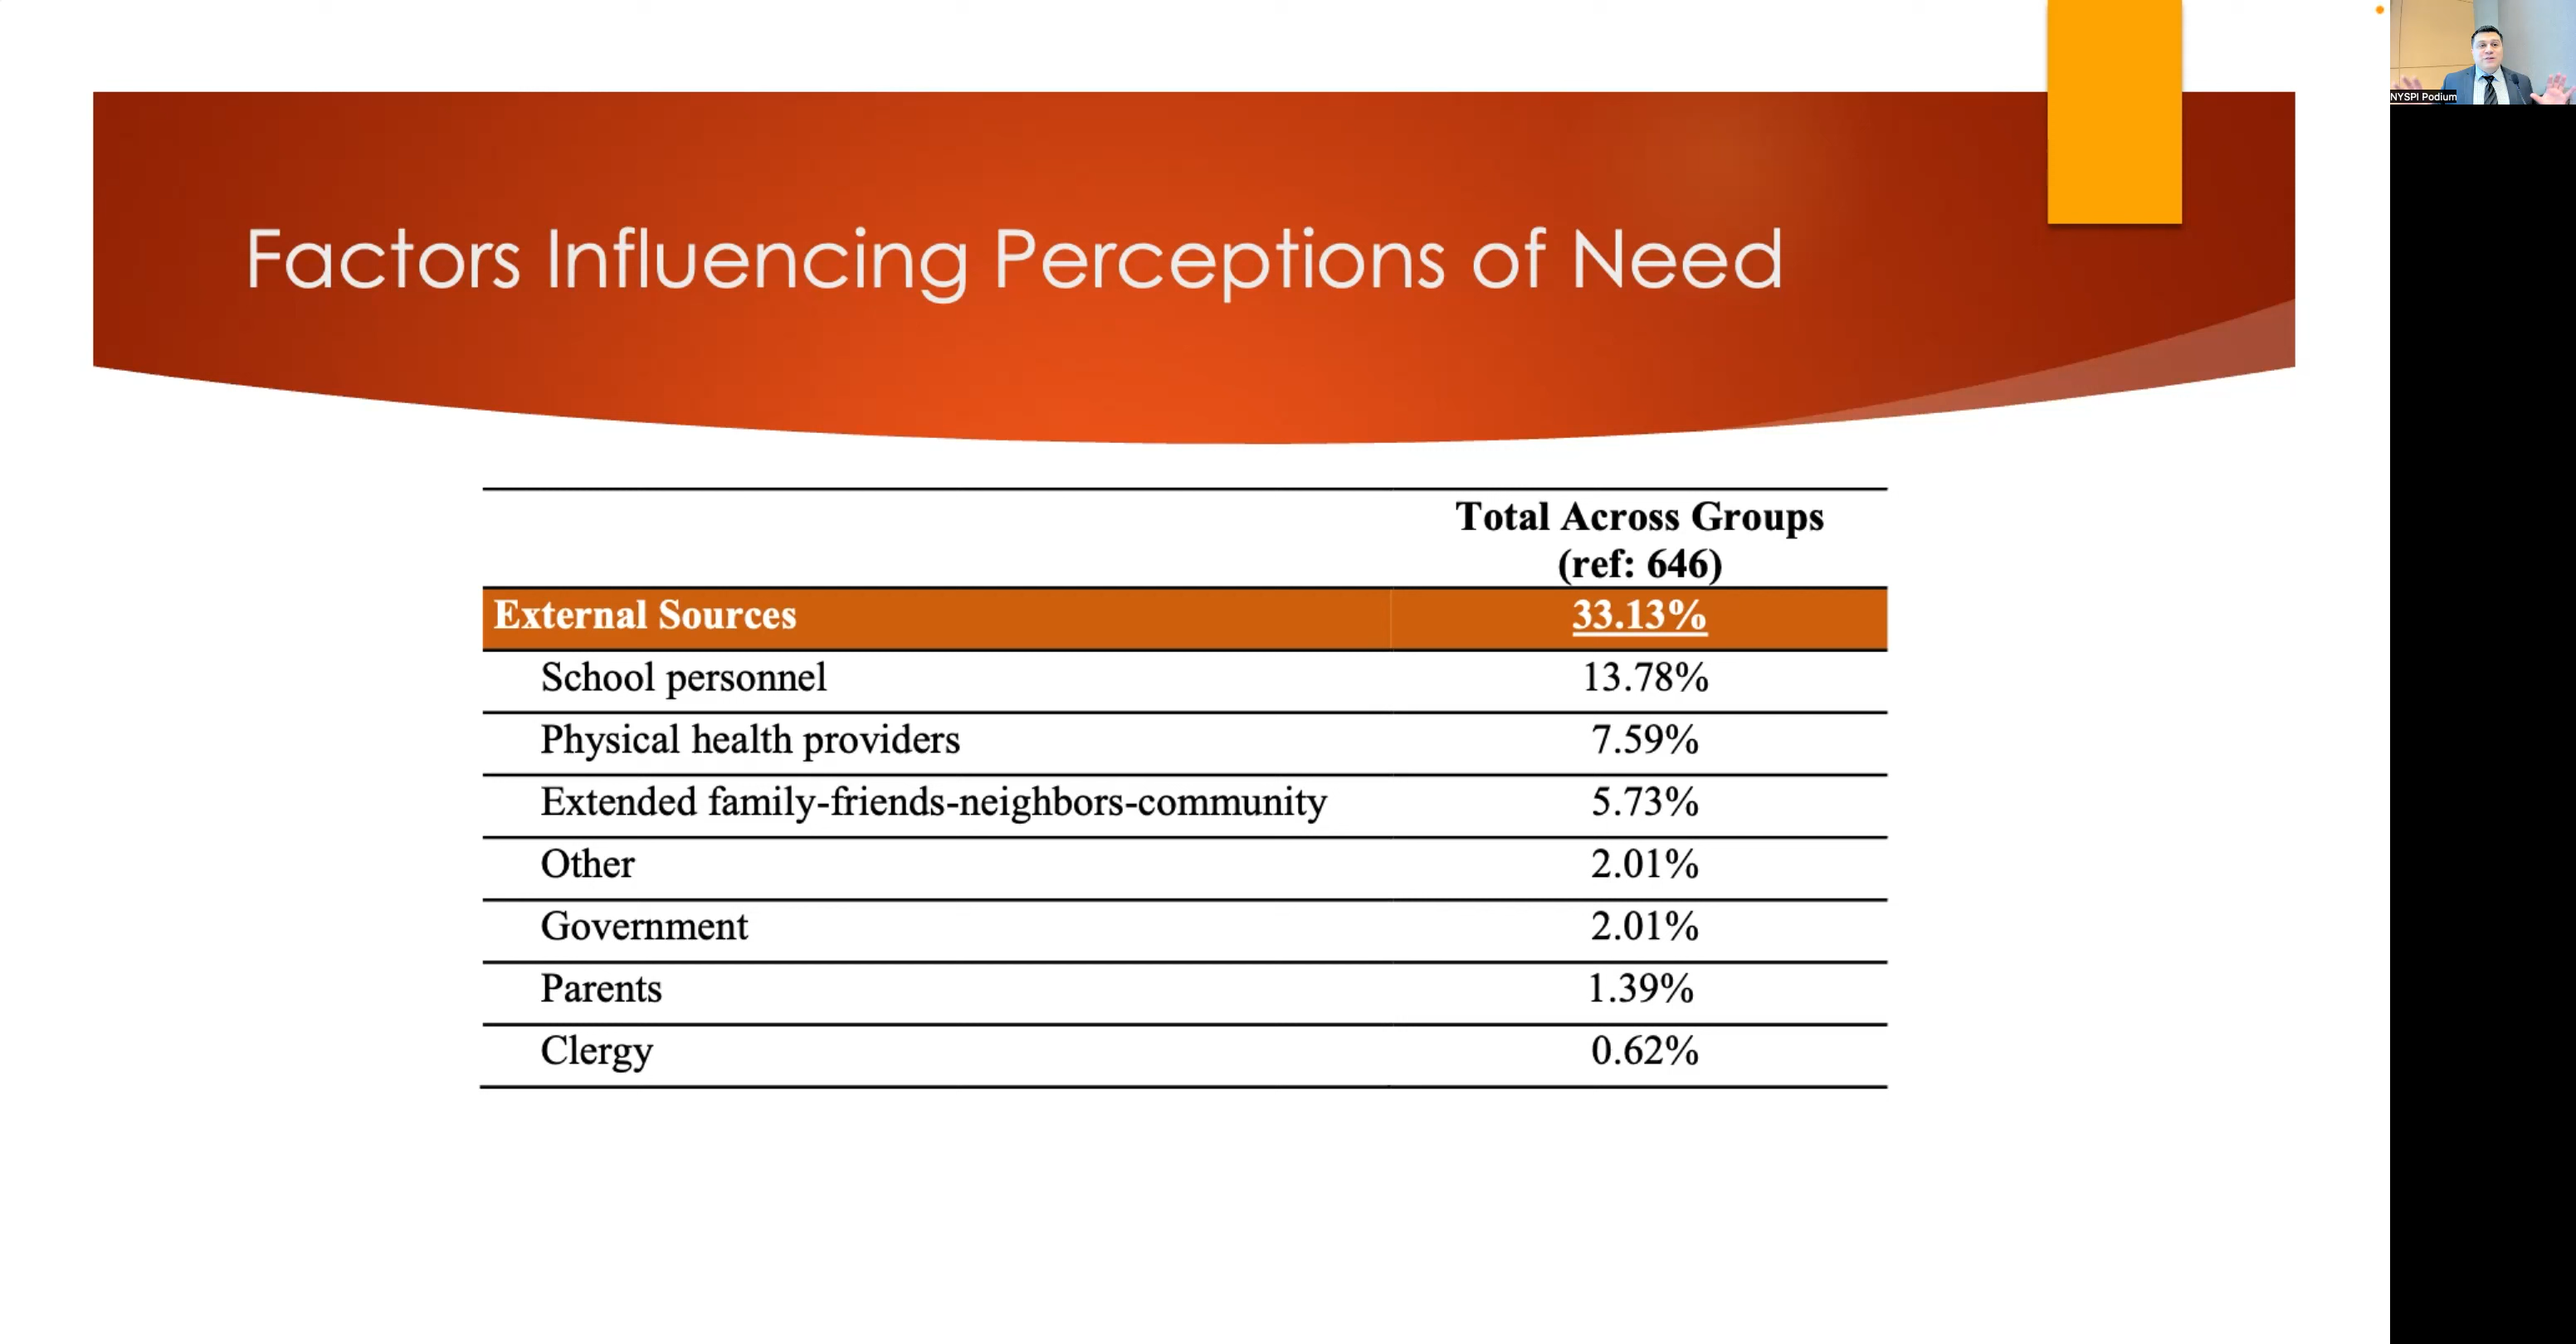 NYSPI Podium
Factors Influencing Perceptions of Need
Total Across Groups
(ref: 646)
External Sources 33.13%
School personnel 13.78%
Physical health providers 7.59%
Extended family-friends-neighbors-community 5.73%
Other 2.01%
Government 2.01%
Parents 1.39%
Clergy 0.62%